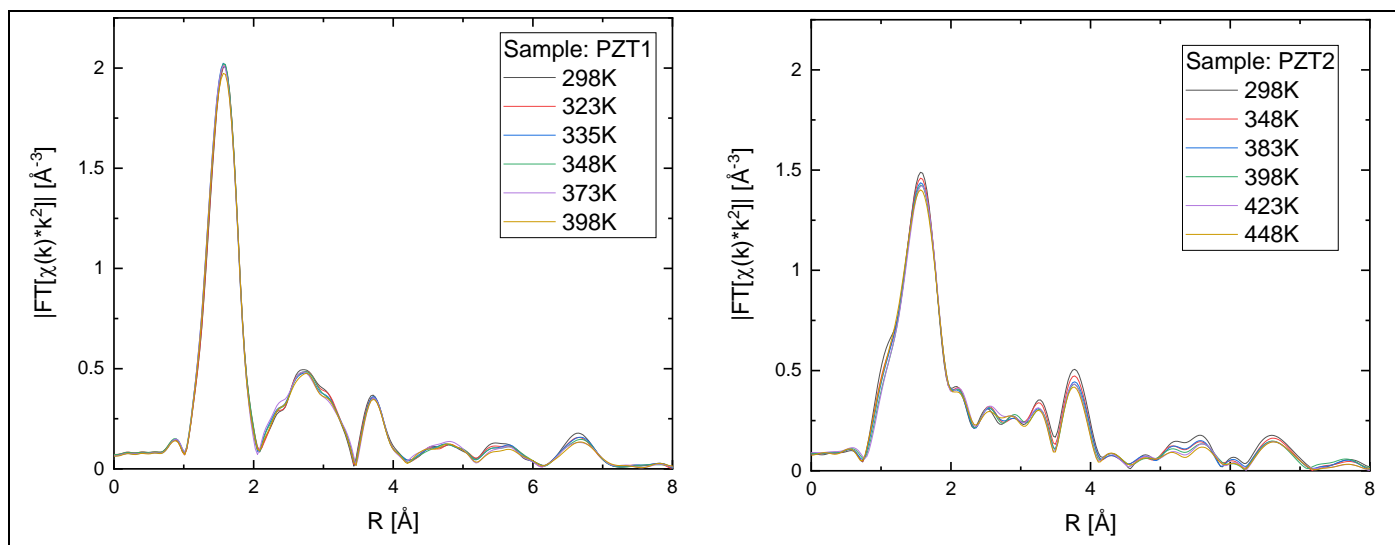 Sample: PZT1
298K
323K
335K
348K
373K
398K
2
1.5
1
0.5
0
|FT[χ(k)*k²]| [Å⁻³]
0 2 4 6 8
R [Å]
Sample: PZT2
298K
348K
383K
398K
423K
448K
2
1.5
1
0.5
0
|FT[χ(k)*k²]| [Å⁻³]
0 2 4 6 8
R [Å]